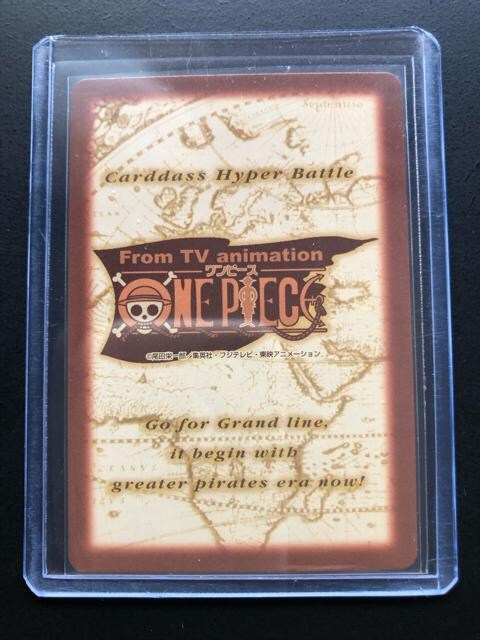 Septentrio
Carddass Hyper Battle
From TV animation
ワンピース
ONE PIECE
©尾田栄一郎／集英社・フジテレビ・東映アニメーション
Go for Grand line,
it begin with
greater pirates era now!